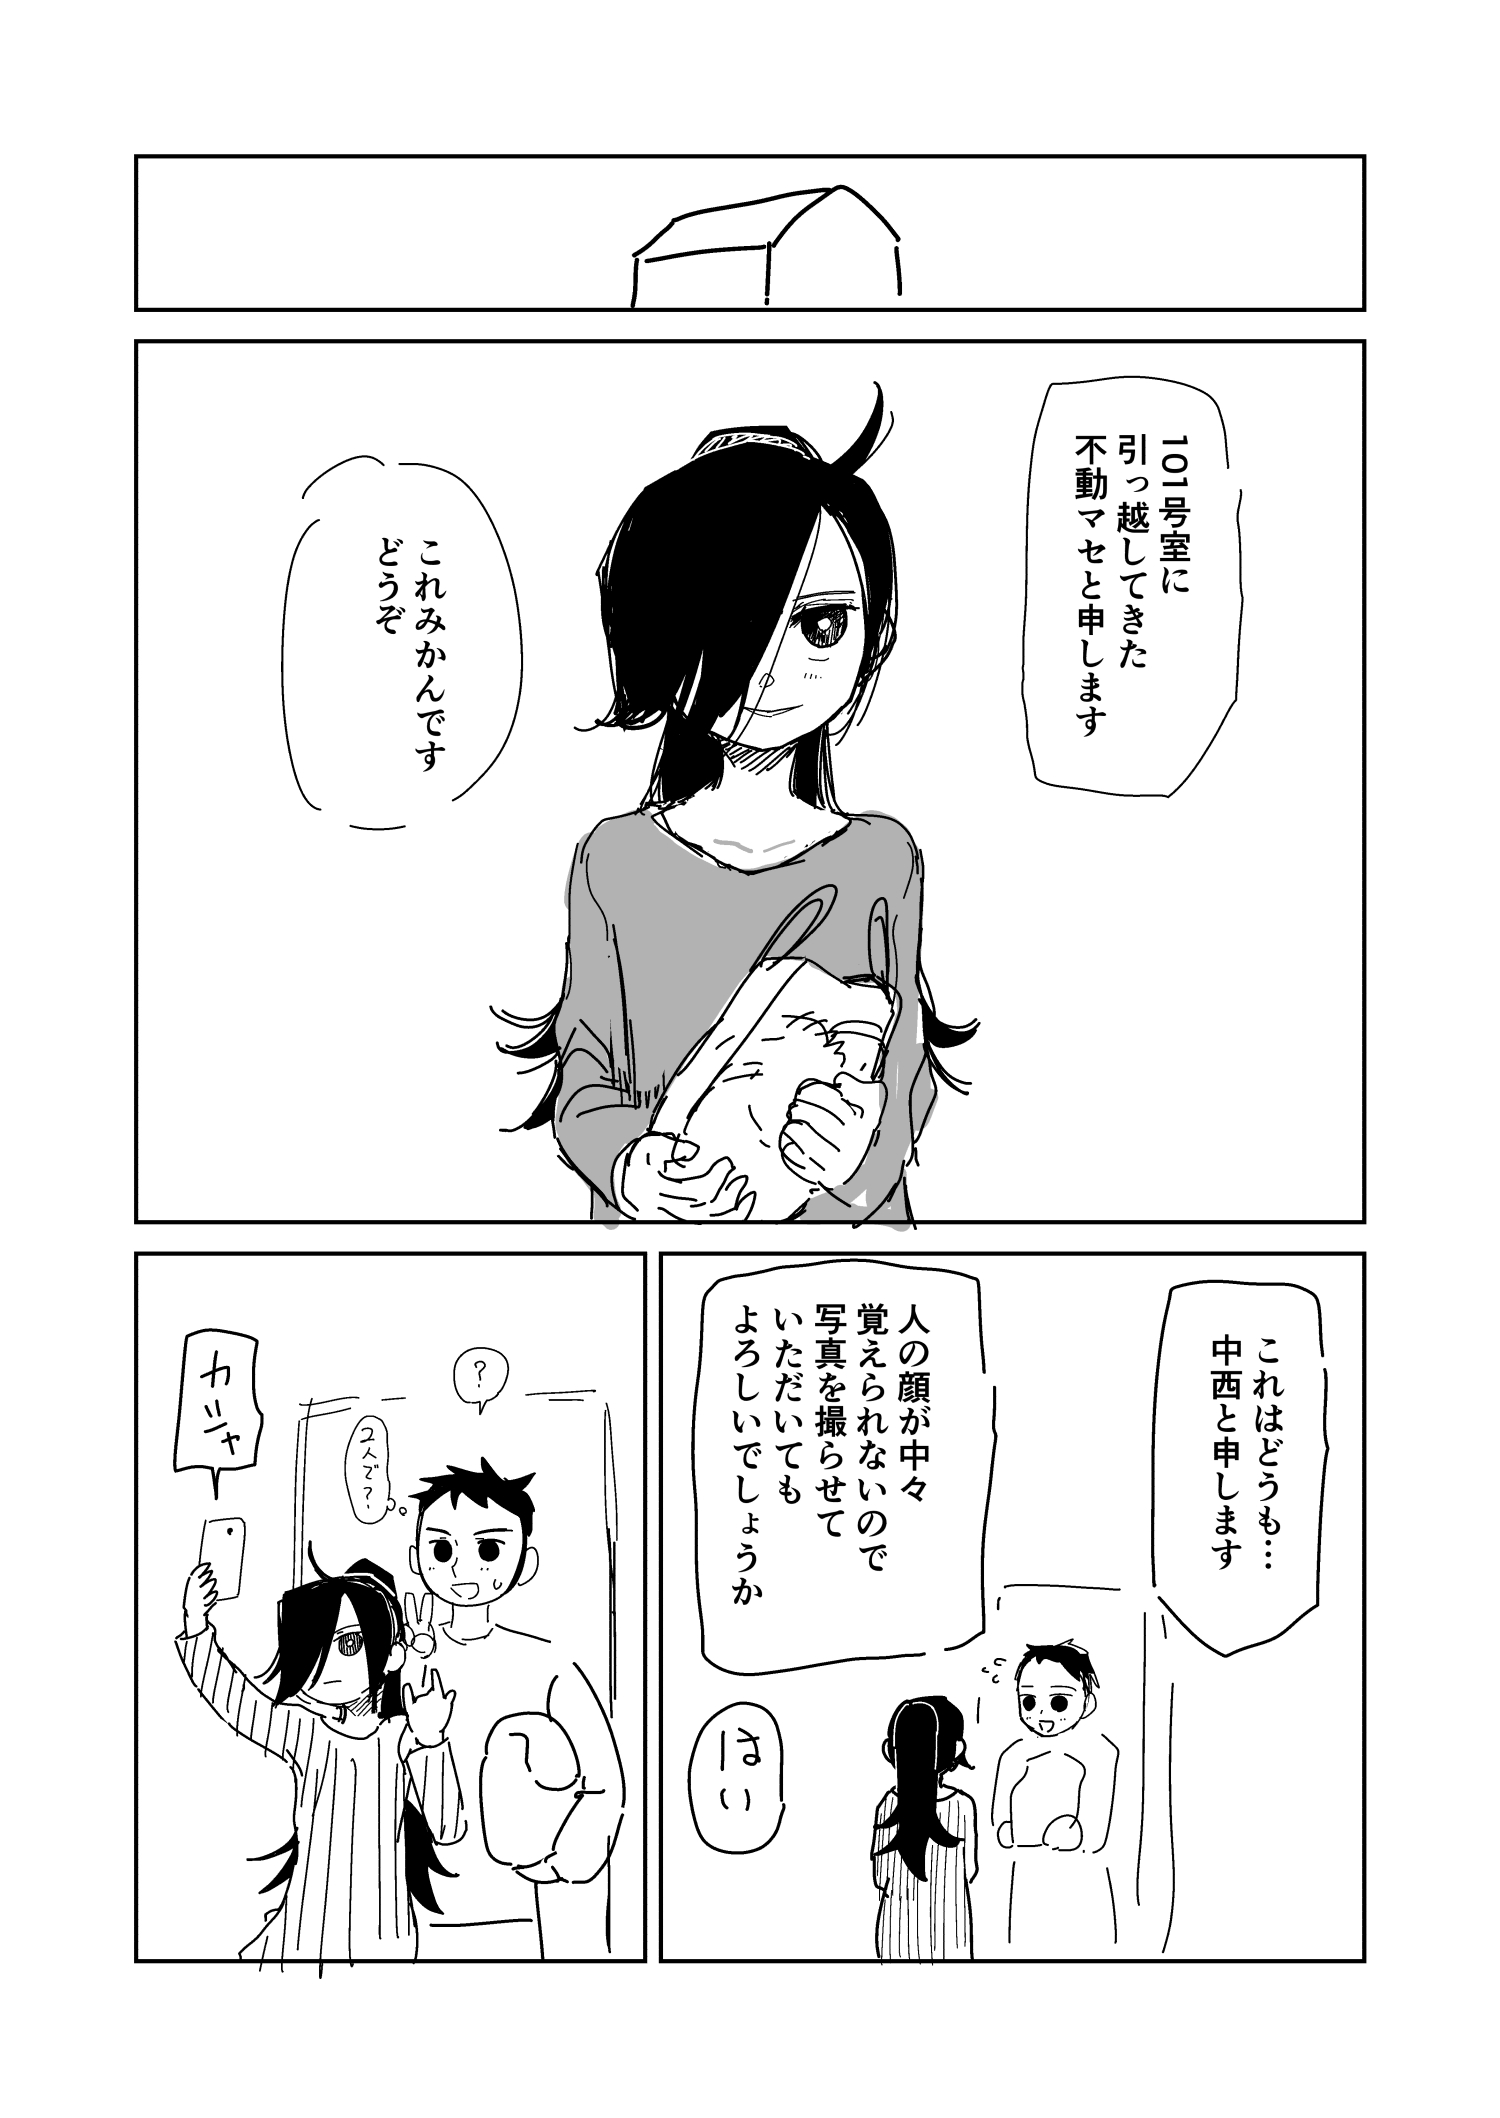 101号室に
引っ越してきた
不動マセと申します
これみかんです
どうぞ
これはどうも…
中西と申します
人の顔が中々
覚えられないので
写真を撮らせて
いただいても
よろしいでしょうか
はい
?
2人で?
カシャ